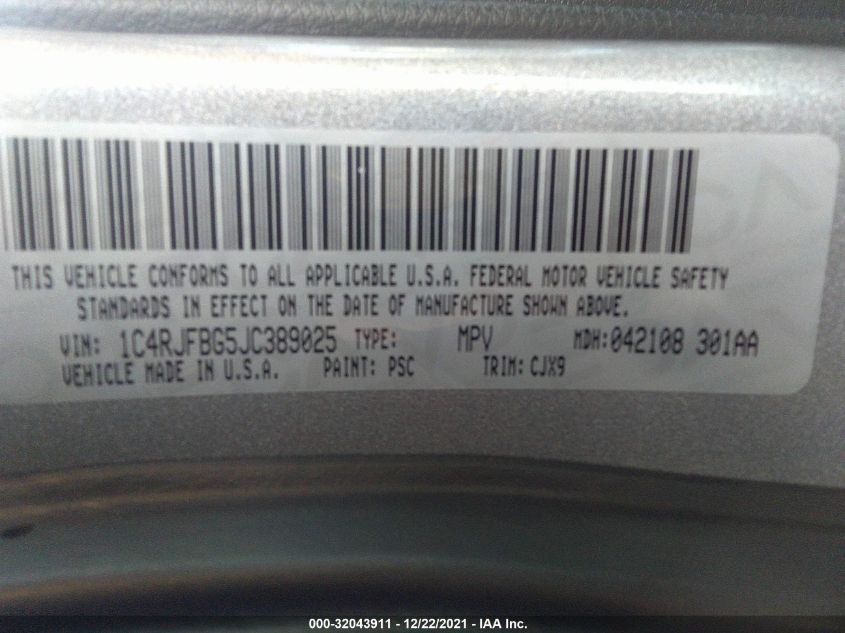 THIS VEHICLE CONFORMS TO ALL APPLICABLE U.S.A. FEDERAL MOTOR VEHICLE SAFETY
STANDARDS IN EFFECT ON THE DATE OF MANUFACTURE SHOWN ABOVE.
VIN: 1C4RJFBG5JC389025 TYPE: MPV MDH: 042108 301AA
VEHICLE MADE IN U.S.A. PAINT: PSC TRIM: CJX9
000-32043911 - 12/22/2021 - IAA Inc.